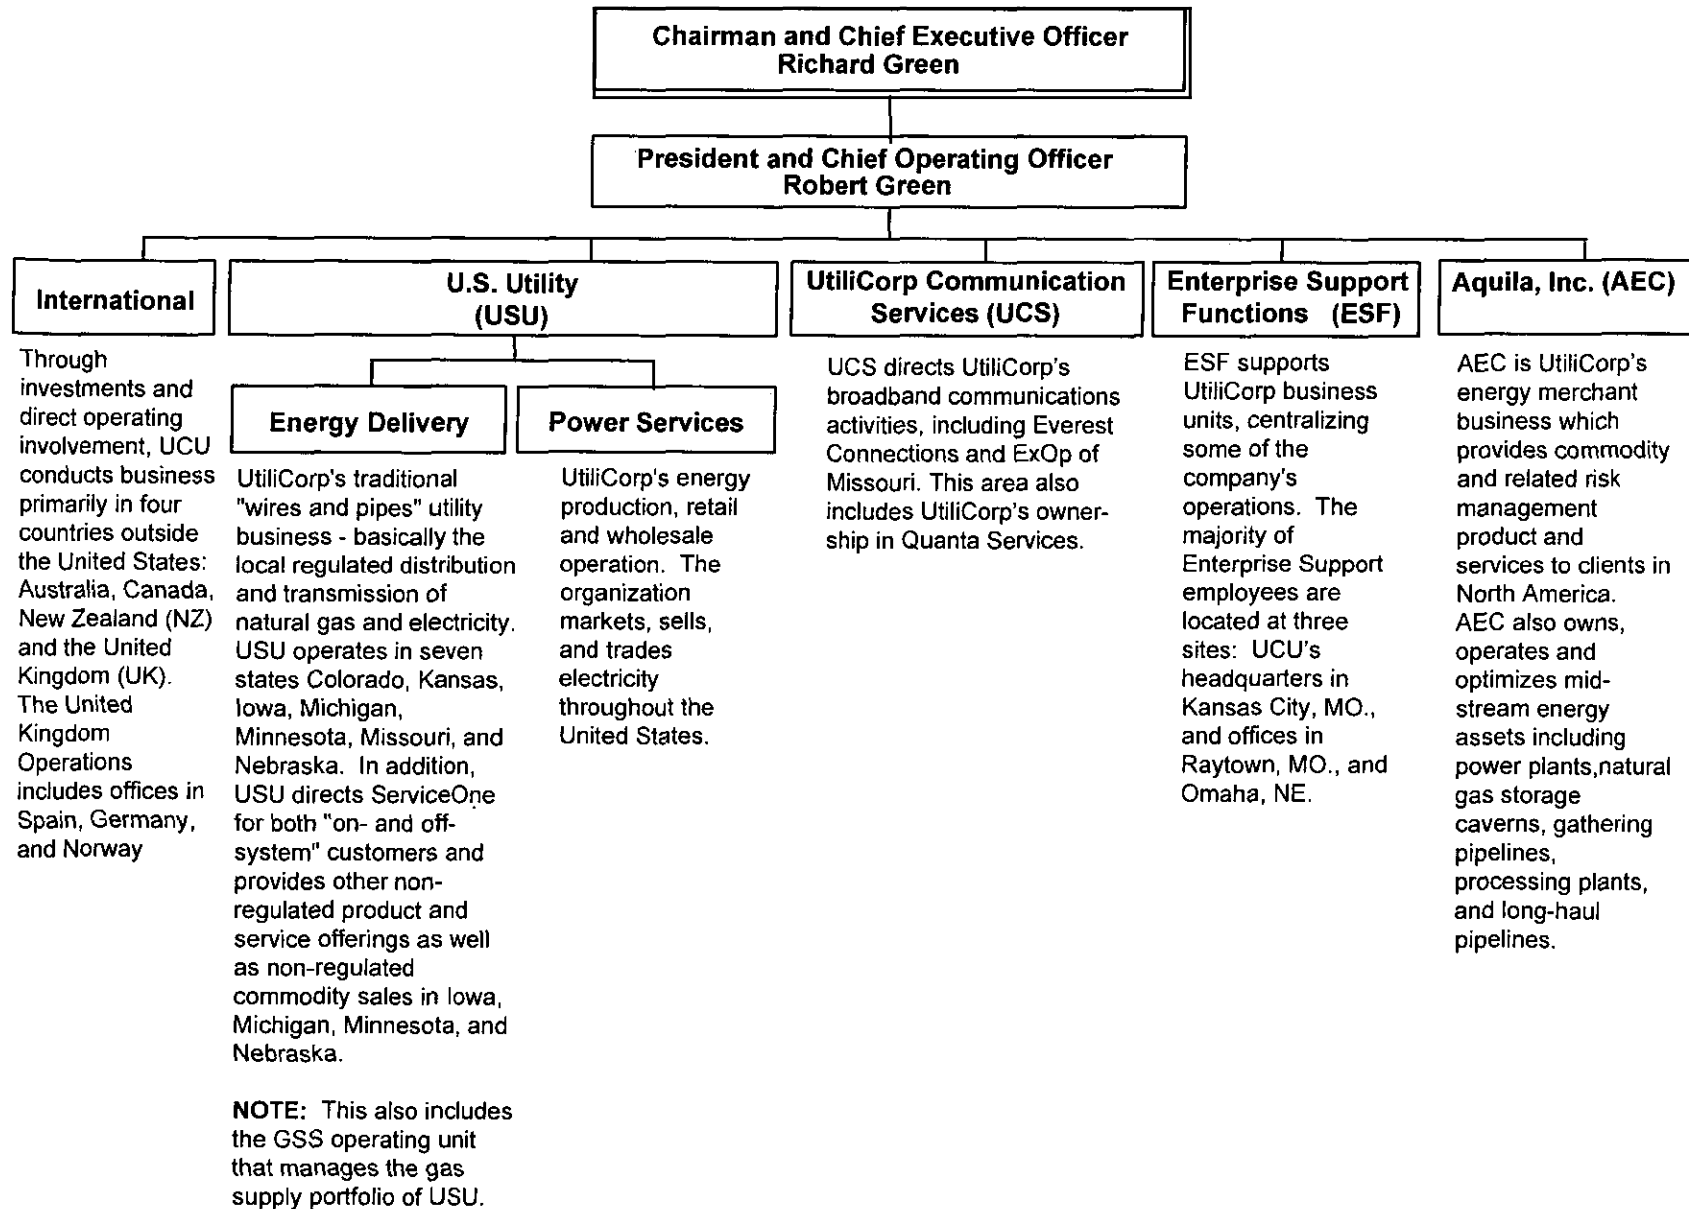 Chairman and Chief Executive Officer
Richard Green
President and Chief Operating Officer
Robert Green
International
Through
investments and
direct operating
involvement, UCU
conducts business
primarily in four
countries outside
the United States:
Australia, Canada,
New Zealand (NZ)
and the United
Kingdom (UK).
The United
Kingdom
Operations
includes offices in
Spain, Germany,
and Norway
U.S. Utility
(USU)
Energy Delivery
UtiliCorp's traditional
"wires and pipes" utility
business - basically the
local regulated distribution
and transmission of
natural gas and electricity.
USU operates in seven
states Colorado, Kansas,
Iowa, Michigan,
Minnesota, Missouri, and
Nebraska. In addition,
USU directs ServiceOne
for both "on- and off-
system" customers and
provides other non-
regulated product and
service offerings as well
as non-regulated
commodity sales in Iowa,
Michigan, Minnesota, and
Nebraska.
NOTE: This also includes
the GSS operating unit
that manages the gas
supply portfolio of USU.
Power Services
UtiliCorp's energy
production, retail
and wholesale
operation. The
organization
markets, sells,
and trades
electricity
throughout the
United States.
UtiliCorp Communication
Services (UCS)
UCS directs UtiliCorp's
broadband communications
activities, including Everest
Connections and ExOp of
Missouri. This area also
includes UtiliCorp's owner-
ship in Quanta Services.
Enterprise Support
Functions (ESF)
ESF supports
UtiliCorp business
units, centralizing
some of the
company's
operations. The
majority of
Enterprise Support
employees are
located at three
sites: UCU's
headquarters in
Kansas City, MO.,
and offices in
Raytown, MO., and
Omaha, NE.
Aquila, Inc. (AEC)
AEC is UtiliCorp's
energy merchant
business which
provides commodity
and related risk
management
product and
services to clients in
North America.
AEC also owns,
operates and
optimizes mid-
stream energy
assets including
power plants,natural
gas storage
caverns, gathering
pipelines,
processing plants,
and long-haul
pipelines.